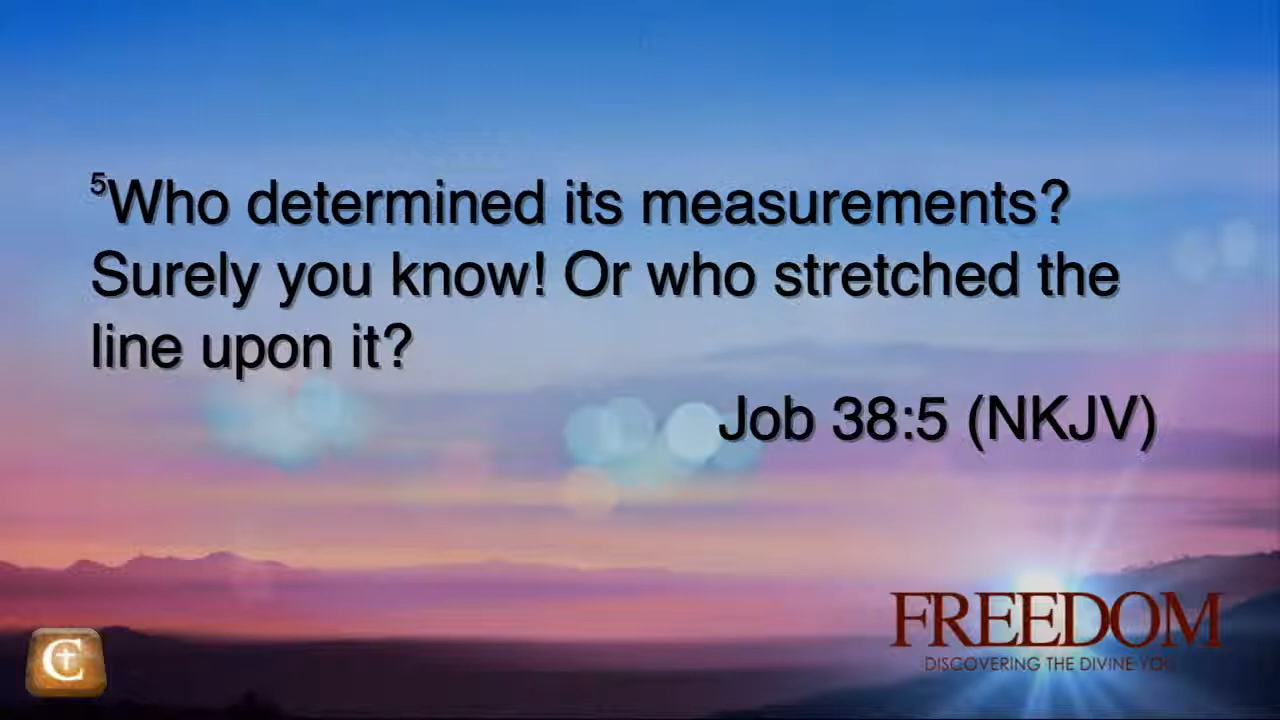 ⁵Who determined its measurements?
Surely you know! Or who stretched the
line upon it?
Job 38:5 (NKJV)
FREEDOM
DISCOVERING THE DIVINE YOU
C